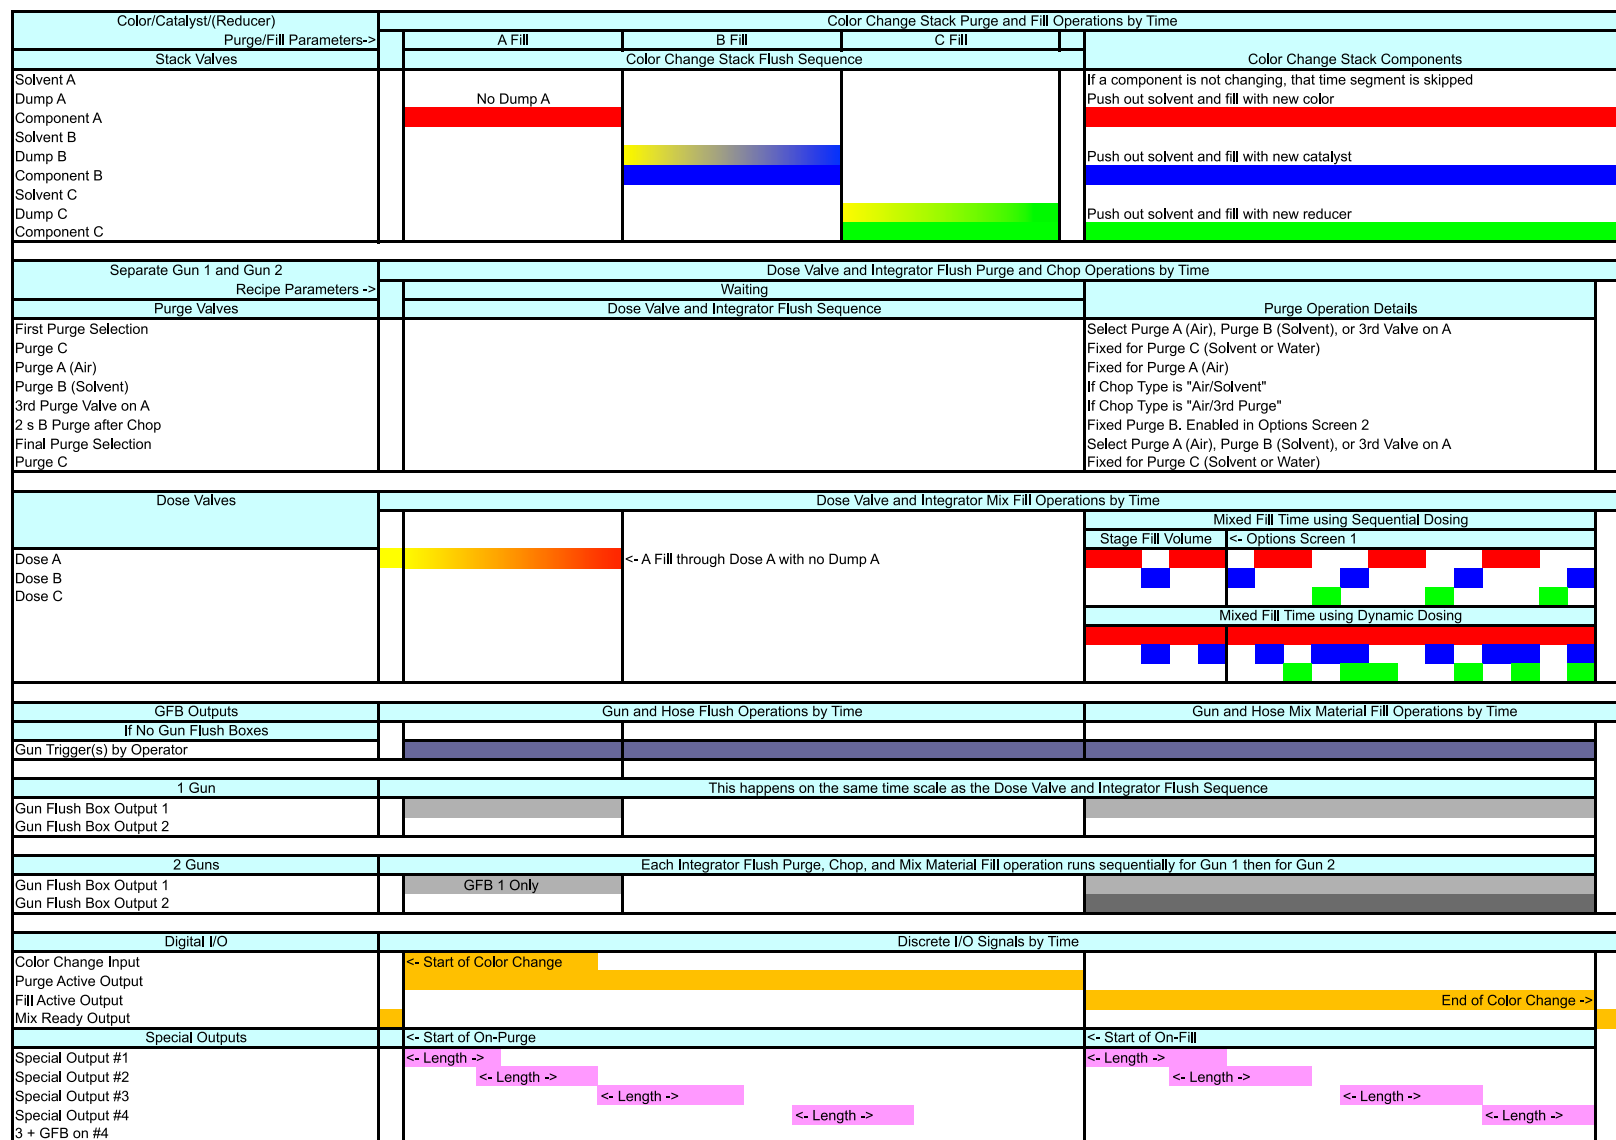 Color/Catalyst/(Reducer)
Color Change Stack Purge and Fill Operations by Time
Purge/Fill Parameters->
A Fill
B Fill
C Fill
Stack Valves
Color Change Stack Flush Sequence
Color Change Stack Components
Solvent A
If a component is not changing, that time segment is skipped
Dump A
No Dump A
Push out solvent and fill with new color
Component A
Solvent B
Dump B
Push out solvent and fill with new catalyst
Component B
Solvent C
Dump C
Push out solvent and fill with new reducer
Component C
Separate Gun 1 and Gun 2
Dose Valve and Integrator Flush Purge and Chop Operations by Time
Recipe Parameters ->
Waiting
Purge Valves
Dose Valve and Integrator Flush Sequence
Purge Operation Details
First Purge Selection
Select Purge A (Air), Purge B (Solvent), or 3rd Valve on A
Purge C
Fixed for Purge C (Solvent or Water)
Purge A (Air)
Fixed for Purge A (Air)
Purge B (Solvent)
If Chop Type is "Air/Solvent"
3rd Purge Valve on A
If Chop Type is "Air/3rd Purge"
2 s B Purge after Chop
Fixed Purge B. Enabled in Options Screen 2
Final Purge Selection
Select Purge A (Air), Purge B (Solvent), or 3rd Valve on A
Purge C
Fixed for Purge C (Solvent or Water)
Dose Valves
Dose Valve and Integrator Mix Fill Operations by Time
Mixed Fill Time using Sequential Dosing
Stage Fill Volume
<- Options Screen 1
Dose A
<- A Fill through Dose A with no Dump A
Dose B
Dose C
Mixed Fill Time using Dynamic Dosing
GFB Outputs
Gun and Hose Flush Operations by Time
Gun and Hose Mix Material Fill Operations by Time
If No Gun Flush Boxes
Gun Trigger(s) by Operator
1 Gun
This happens on the same time scale as the Dose Valve and Integrator Flush Sequence
Gun Flush Box Output 1
Gun Flush Box Output 2
2 Guns
Each Integrator Flush Purge, Chop, and Mix Material Fill operation runs sequentially for Gun 1 then for Gun 2
Gun Flush Box Output 1
GFB 1 Only
Gun Flush Box Output 2
Digital I/O
Discrete I/O Signals by Time
Color Change Input
<- Start of Color Change
Purge Active Output
Fill Active Output
End of Color Change ->
Mix Ready Output
Special Outputs
<- Start of On-Purge
<- Start of On-Fill
Special Output #1
<- Length ->
<- Length ->
Special Output #2
<- Length ->
<- Length ->
Special Output #3
<- Length ->
<- Length ->
Special Output #4
<- Length ->
<- Length ->
3 + GFB on #4